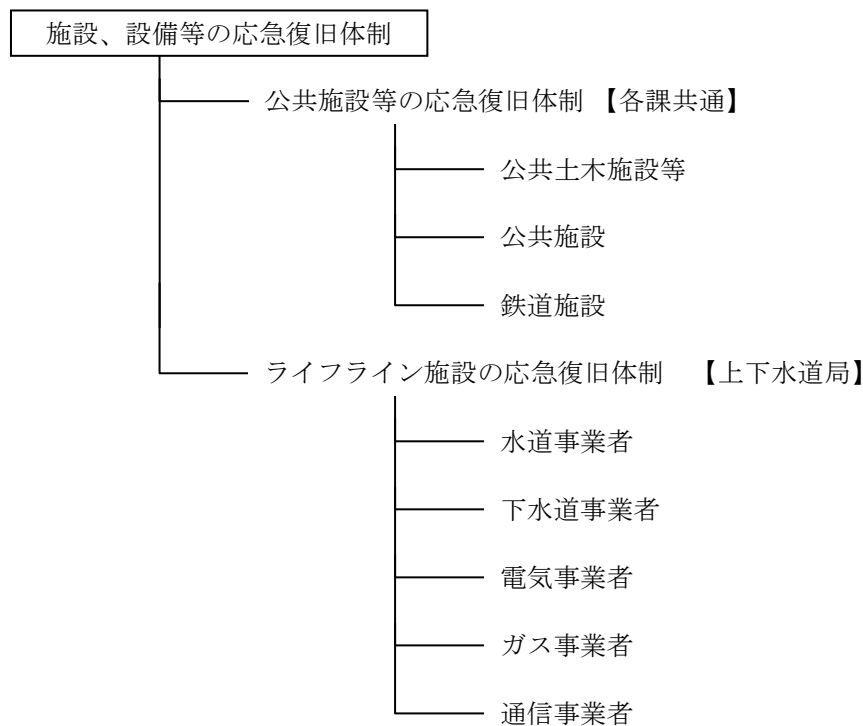 施設、設備等の応急復旧体制
公共施設等の応急復旧体制 【各課共通】
公共土木施設等
公共施設
鉄道施設
ライフライン施設の応急復旧体制 【上下水道局】
水道事業者
下水道事業者
電気事業者
ガス事業者
通信事業者